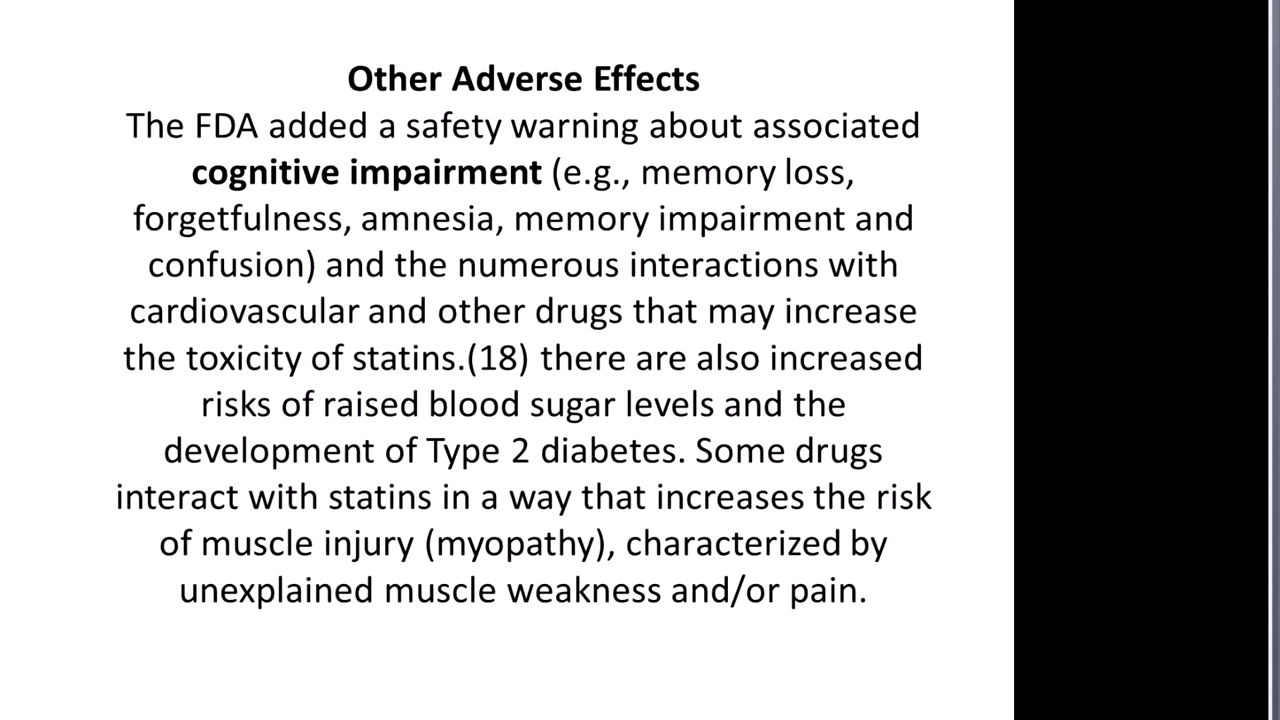 Other Adverse Effects
The FDA added a safety warning about associated
cognitive impairment (e.g., memory loss,
forgetfulness, amnesia, memory impairment and
confusion) and the numerous interactions with
cardiovascular and other drugs that may increase
the toxicity of statins.(18) there are also increased
risks of raised blood sugar levels and the
development of Type 2 diabetes. Some drugs
interact with statins in a way that increases the risk
of muscle injury (myopathy), characterized by
unexplained muscle weakness and/or pain.